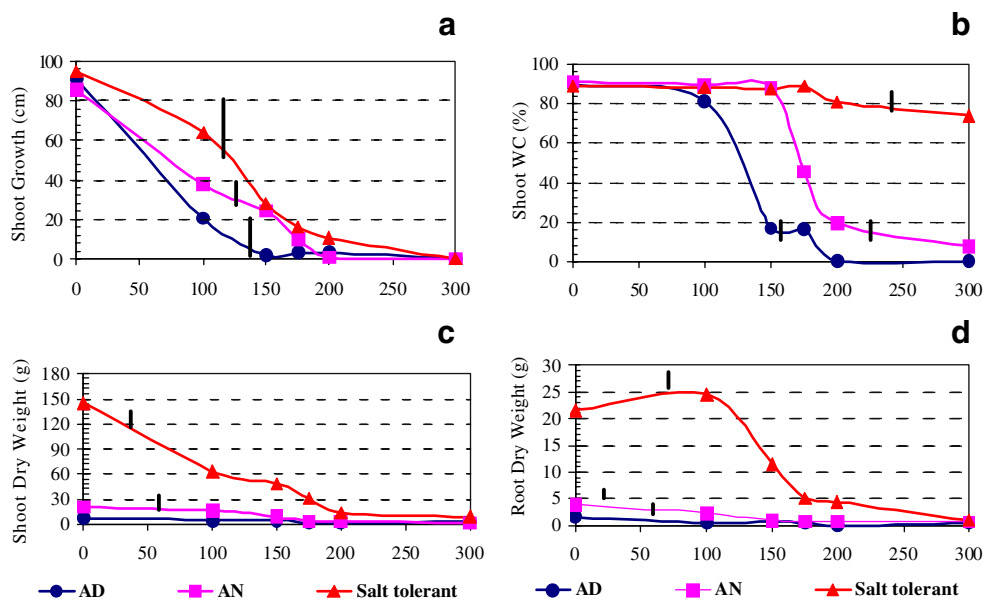 a
100
80
60
40
20
0
Shoot Growth (cm)
0 50 100 150 200 250 300
b
100
80
60
40
20
0
Shoot WC (%)
0 50 100 150 200 250 300
c
180
150
120
90
60
30
0
Shoot Dry Weight (g)
0 50 100 150 200 250 300
d
30
25
20
15
10
5
0
Root Dry Weight (g)
0 50 100 150 200 250 300
AD AN Salt tolerant
AD AN Salt tolerant